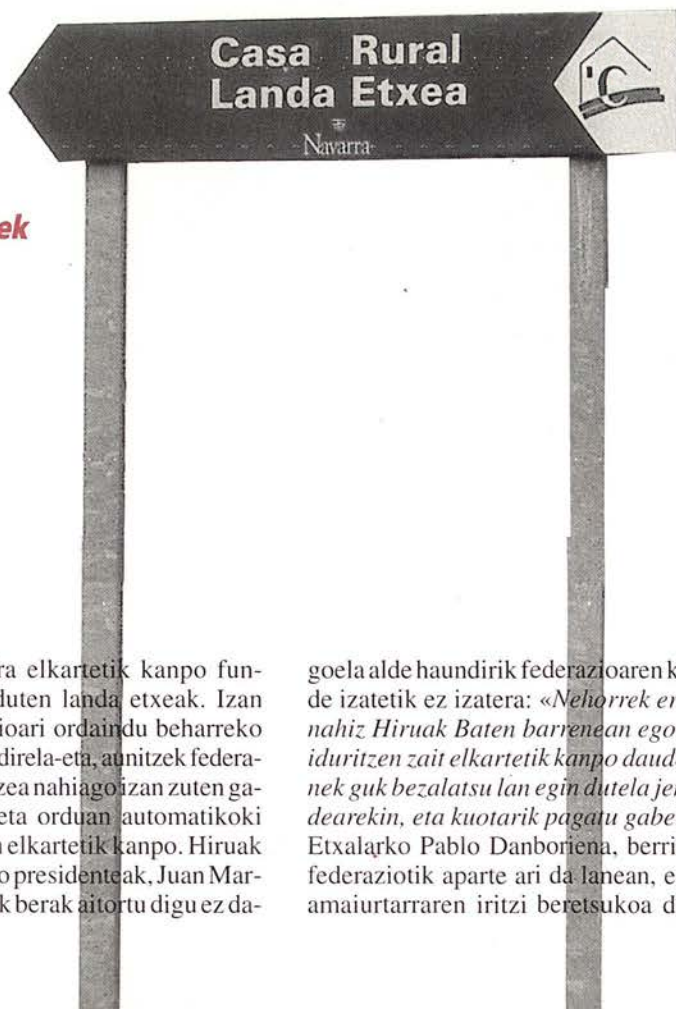 Casa Rural
Landa Etxea
Navarra
'C
ek
ra elkartetik kanpo fun-
duten landa etxeak. Izan
ioari ordaindu beharreko
direla-eta, aunitzek federa-
zea nahiago izan zuten ga-
eta orduan automatikoki
elkartetik kanpo. Hiruak
o presidenteak, Juan Mar-
k berak aitortu digu ez da-
goela alde haundirik federazioaren k
de izatetik ez izatera: «Nehorrek er
nahiz Hiruak Baten barrenean ego
iduritzen zait elkartetik kanpo daud
nek guk bezalatsu lan egin dutela je
dearekin, eta kuotarik pagatu gabe
Etxalarko Pablo Danboriena, berri
federaziotik aparte ari da lanean, e
amaiurtarraren iritzi beretsukoa d